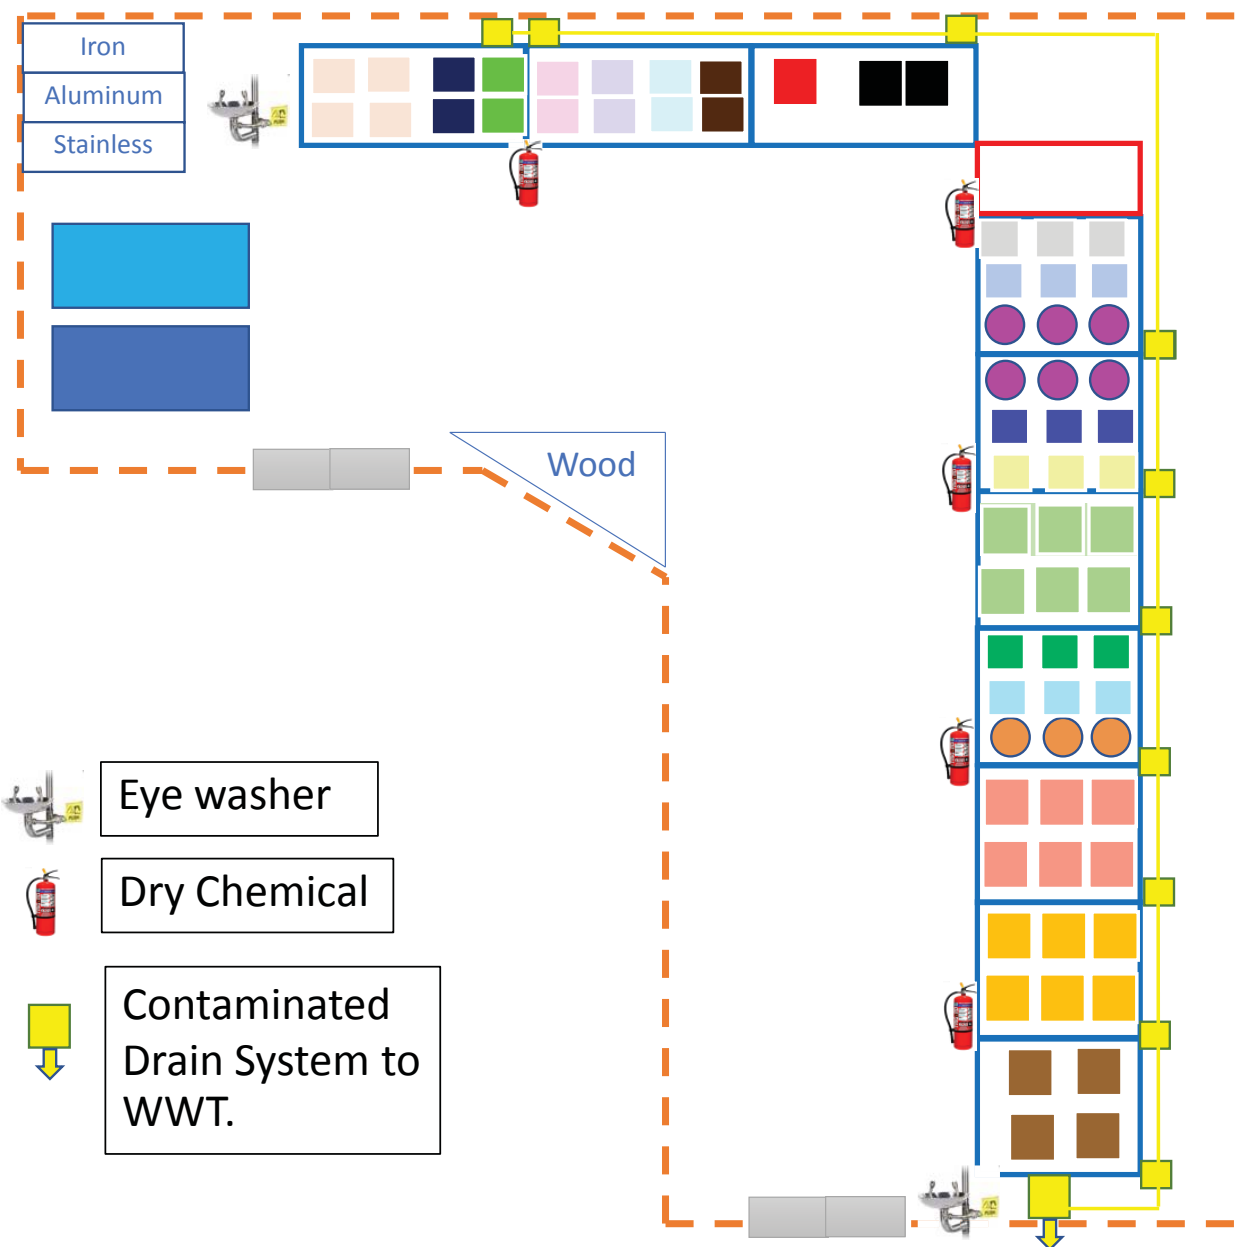 Iron
Aluminum
Stainless
Wood
Eye washer
Dry Chemical
Contaminated
Drain System to
WWT.